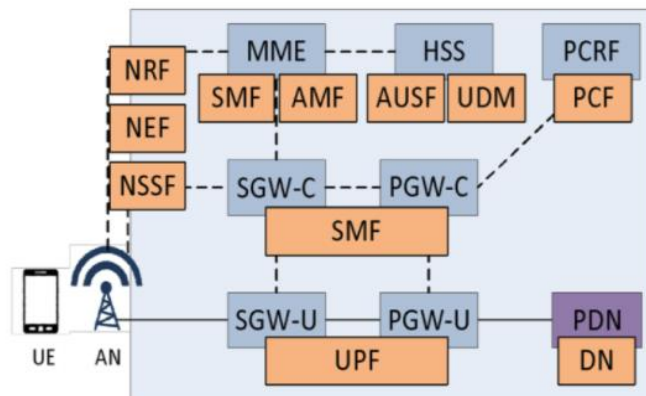 NRF
MME
HSS
PCRF
SMF
AMF
AUSF
UDM
PCF
NEF
NSSF
SGW-C
PGW-C
SMF
SGW-U
PGW-U
PDN
UPF
DN
UE
AN